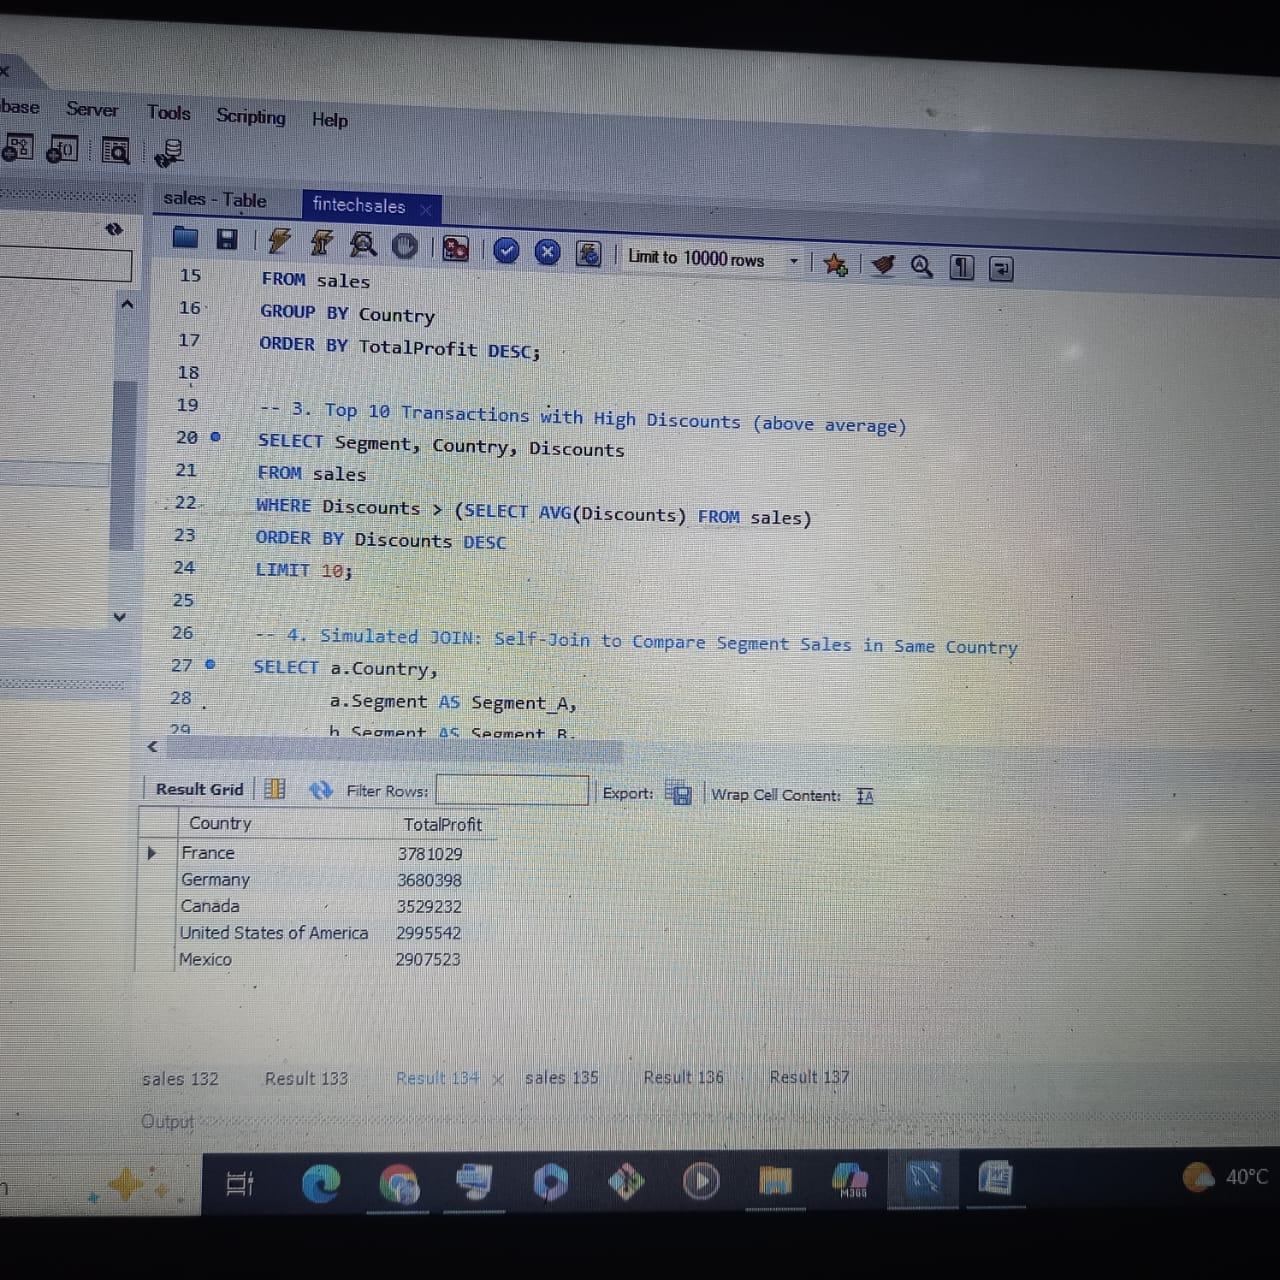 base Server Tools Scripting Help
sales - Table fintechsales
Limit to 10000 rows
15 FROM sales
16 GROUP BY Country
17 ORDER BY TotalProfit DESC;
18
19 -- 3. Top 10 Transactions with High Discounts (above average)
20 SELECT Segment, Country, Discounts
21 FROM sales
22 WHERE Discounts > (SELECT AVG(Discounts) FROM sales)
23 ORDER BY Discounts DESC
24 LIMIT 10;
25
26 -- 4. Simulated JOIN: Self-Join to Compare Segment Sales in Same Country
27 SELECT a.Country,
28 a.Segment AS Segment_A,
29 b.Segment AS Segment_B,
Result Grid Filter Rows: Export: Wrap Cell Content: IA
Country TotalProfit
France 3781029
Germany 3680398
Canada 3529232
United States of America 2995542
Mexico 2907523
sales 132 Result 133 Result 134 sales 135 Result 136 Result 137
Output
M365
40°C